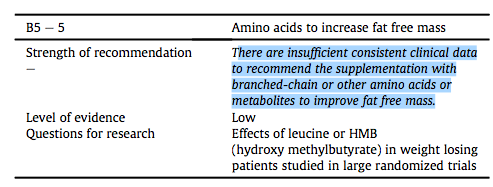 B5 – 5 Amino acids to increase fat free mass
Strength of recommendation There are insufficient consistent clinical data
– to recommend the supplementation with
branched-chain or other amino acids or
metabolites to improve fat free mass.
Level of evidence Low
Questions for research Effects of leucine or HMB
(hydroxy methylbutyrate) in weight losing
patients studied in large randomized trials